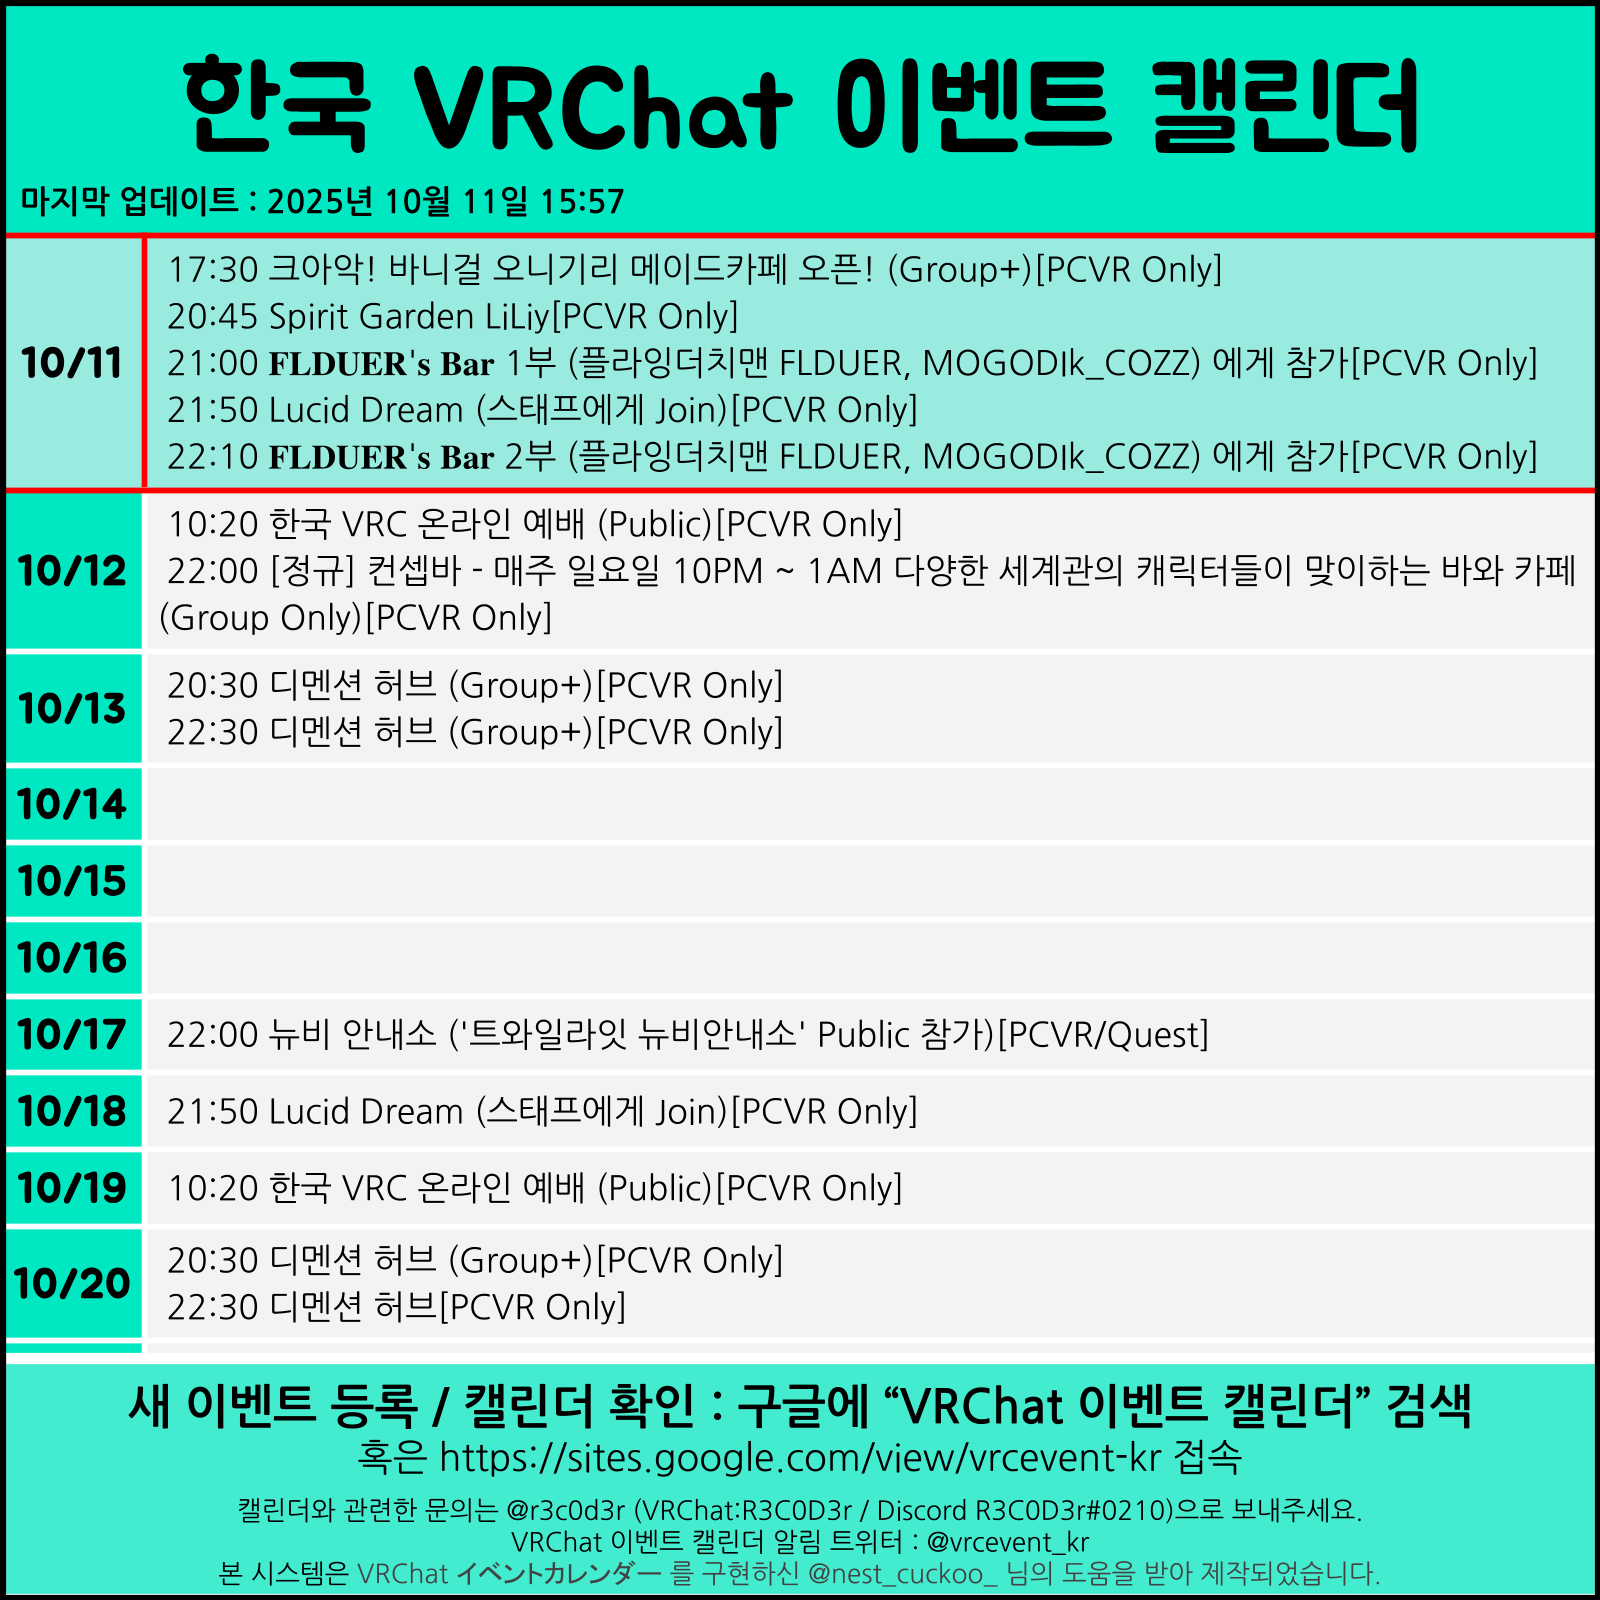 한국 VRChat 이벤트 캘린더
마지막 업데이트 : 2025년 10월 11일 15:57
10/11
17:30 크아악! 바니걸 오니기리 메이드카페 오픈! (Group+)[PCVR Only]
20:45 Spirit Garden LiLiy[PCVR Only]
21:00 FLDUER's Bar 1부 (플라잉더치맨 FLDUER, MOGODIk_COZZ) 에게 참가[PCVR Only]
21:50 Lucid Dream (스태프에게 Join)[PCVR Only]
22:10 FLDUER's Bar 2부 (플라잉더치맨 FLDUER, MOGODIk_COZZ) 에게 참가[PCVR Only]
10/12
10:20 한국 VRC 온라인 예배 (Public)[PCVR Only]
22:00 [정규] 컨셉바 - 매주 일요일 10PM ~ 1AM 다양한 세계관의 캐릭터들이 맞이하는 바와 카페
(Group Only)[PCVR Only]
10/13
20:30 디멘션 허브 (Group+)[PCVR Only]
22:30 디멘션 허브 (Group+)[PCVR Only]
10/14
10/15
10/16
10/17
22:00 뉴비 안내소 ('트와일라잇 뉴비안내소' Public 참가)[PCVR/Quest]
10/18
21:50 Lucid Dream (스태프에게 Join)[PCVR Only]
10/19
10:20 한국 VRC 온라인 예배 (Public)[PCVR Only]
10/20
20:30 디멘션 허브 (Group+)[PCVR Only]
22:30 디멘션 허브[PCVR Only]
새 이벤트 등록 / 캘린더 확인 : 구글에 “VRChat 이벤트 캘린더” 검색
혹은 https://sites.google.com/view/vrcevent-kr 접속
캘린더와 관련한 문의는 @r3c0d3r (VRChat:R3C0D3r / Discord R3C0D3r#0210)으로 보내주세요.
VRChat 이벤트 캘린더 알림 트위터 : @vrcevent_kr
본 시스템은 VRChat イベントカレンダー 를 구현하신 @nest_cuckoo_ 님의 도움을 받아 제작되었습니다.